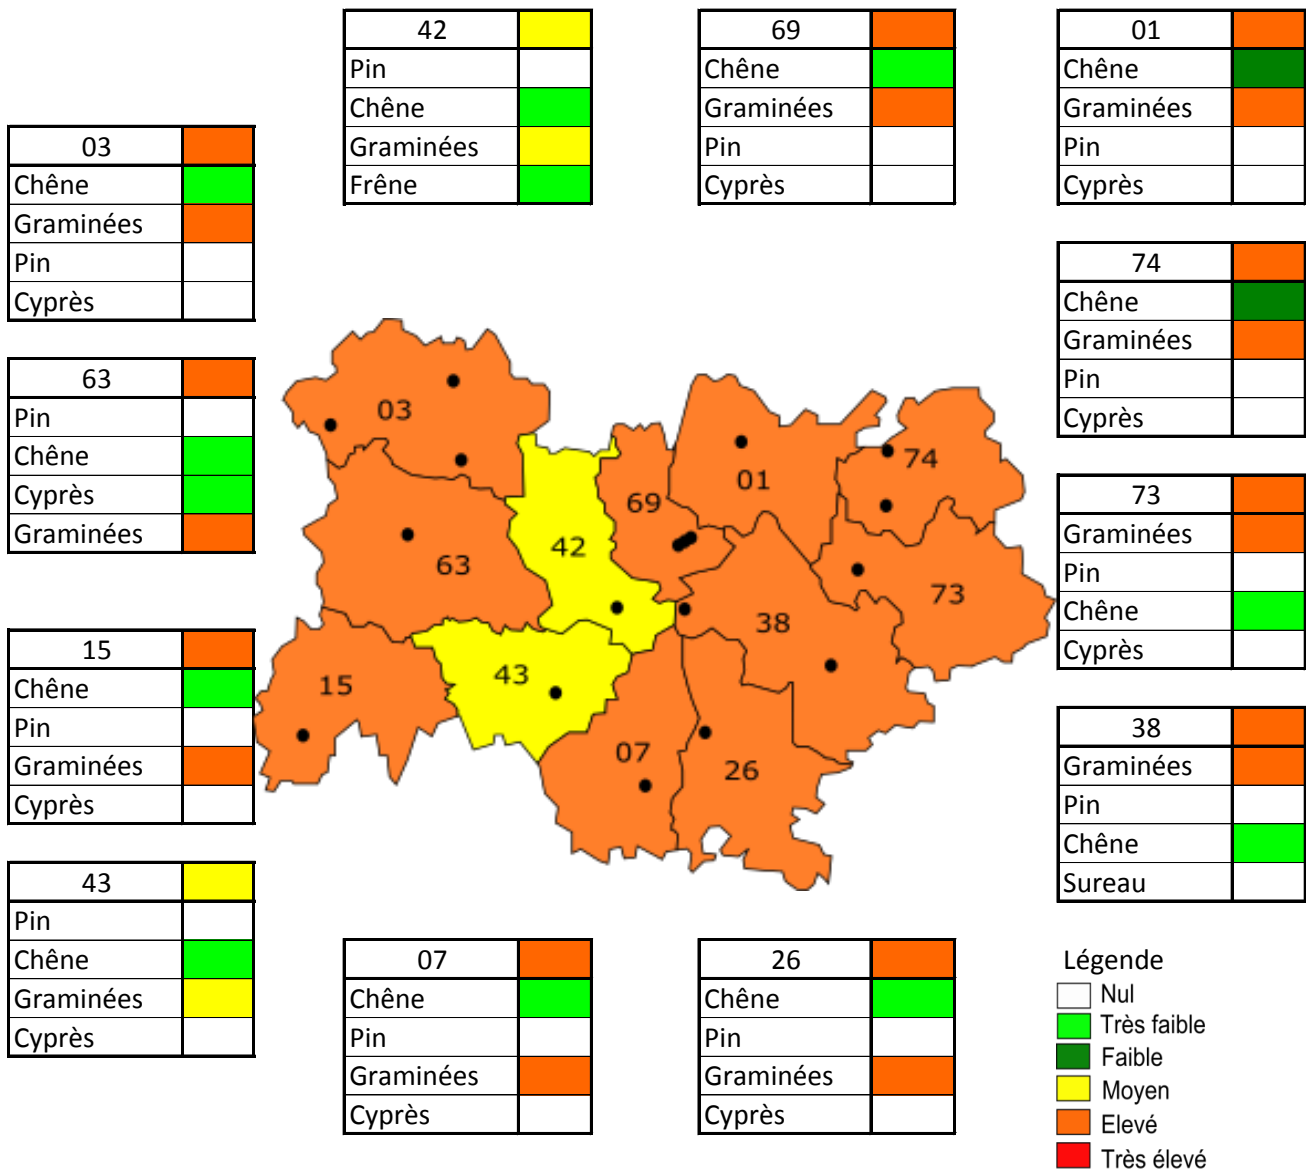 42
Pin
Chêne
Graminées
Frêne
69
Chêne
Graminées
Pin
Cyprès
01
Chêne
Graminées
Pin
Cyprès
03
Chêne
Graminées
Pin
Cyprès
74
Chêne
Graminées
Pin
Cyprès
63
Pin
Chêne
Cyprès
Graminées
73
Graminées
Pin
Chêne
Cyprès
15
Chêne
Pin
Graminées
Cyprès
38
Graminées
Pin
Chêne
Sureau
43
Pin
Chêne
Graminées
Cyprès
03
74
01
69
42
63
73
38
15
43
07
26
07
Chêne
Pin
Graminées
Cyprès
26
Chêne
Pin
Graminées
Cyprès
Légende
Nul
Très faible
Faible
Moyen
Elevé
Très élevé